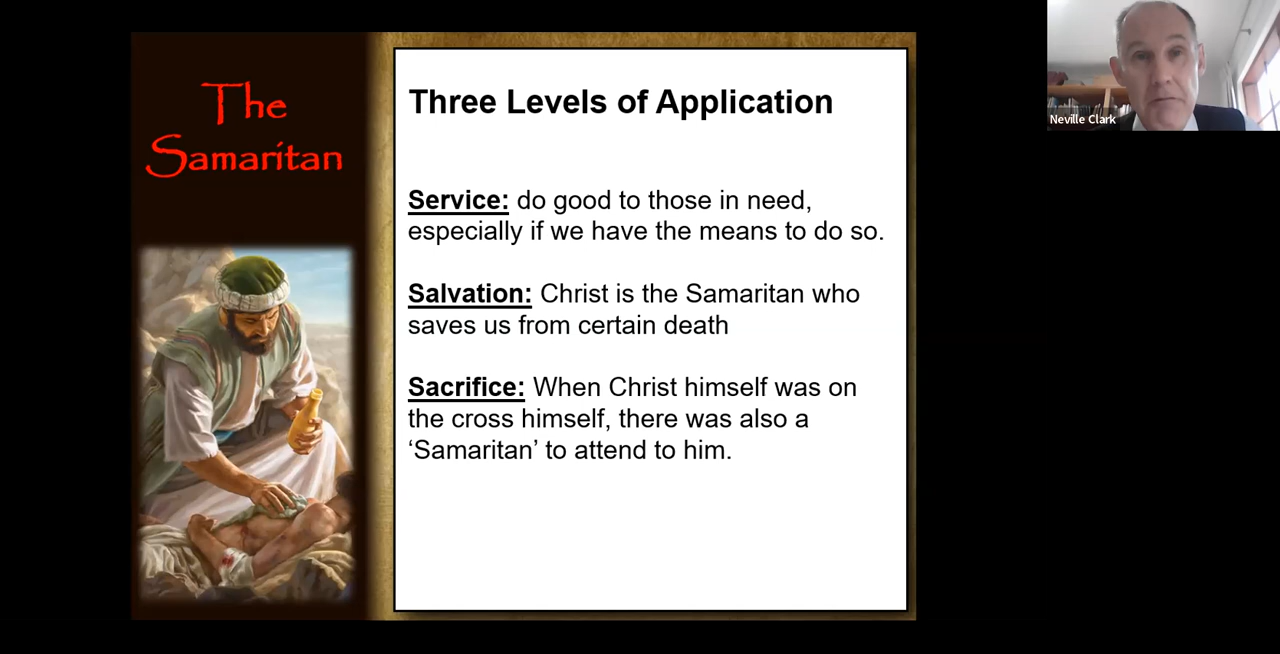 The
Samaritan
Three Levels of Application
Service: do good to those in need,
especially if we have the means to do so.
Salvation: Christ is the Samaritan who
saves us from certain death
Sacrifice: When Christ himself was on
the cross himself, there was also a
‘Samaritan’ to attend to him.
Neville Clark